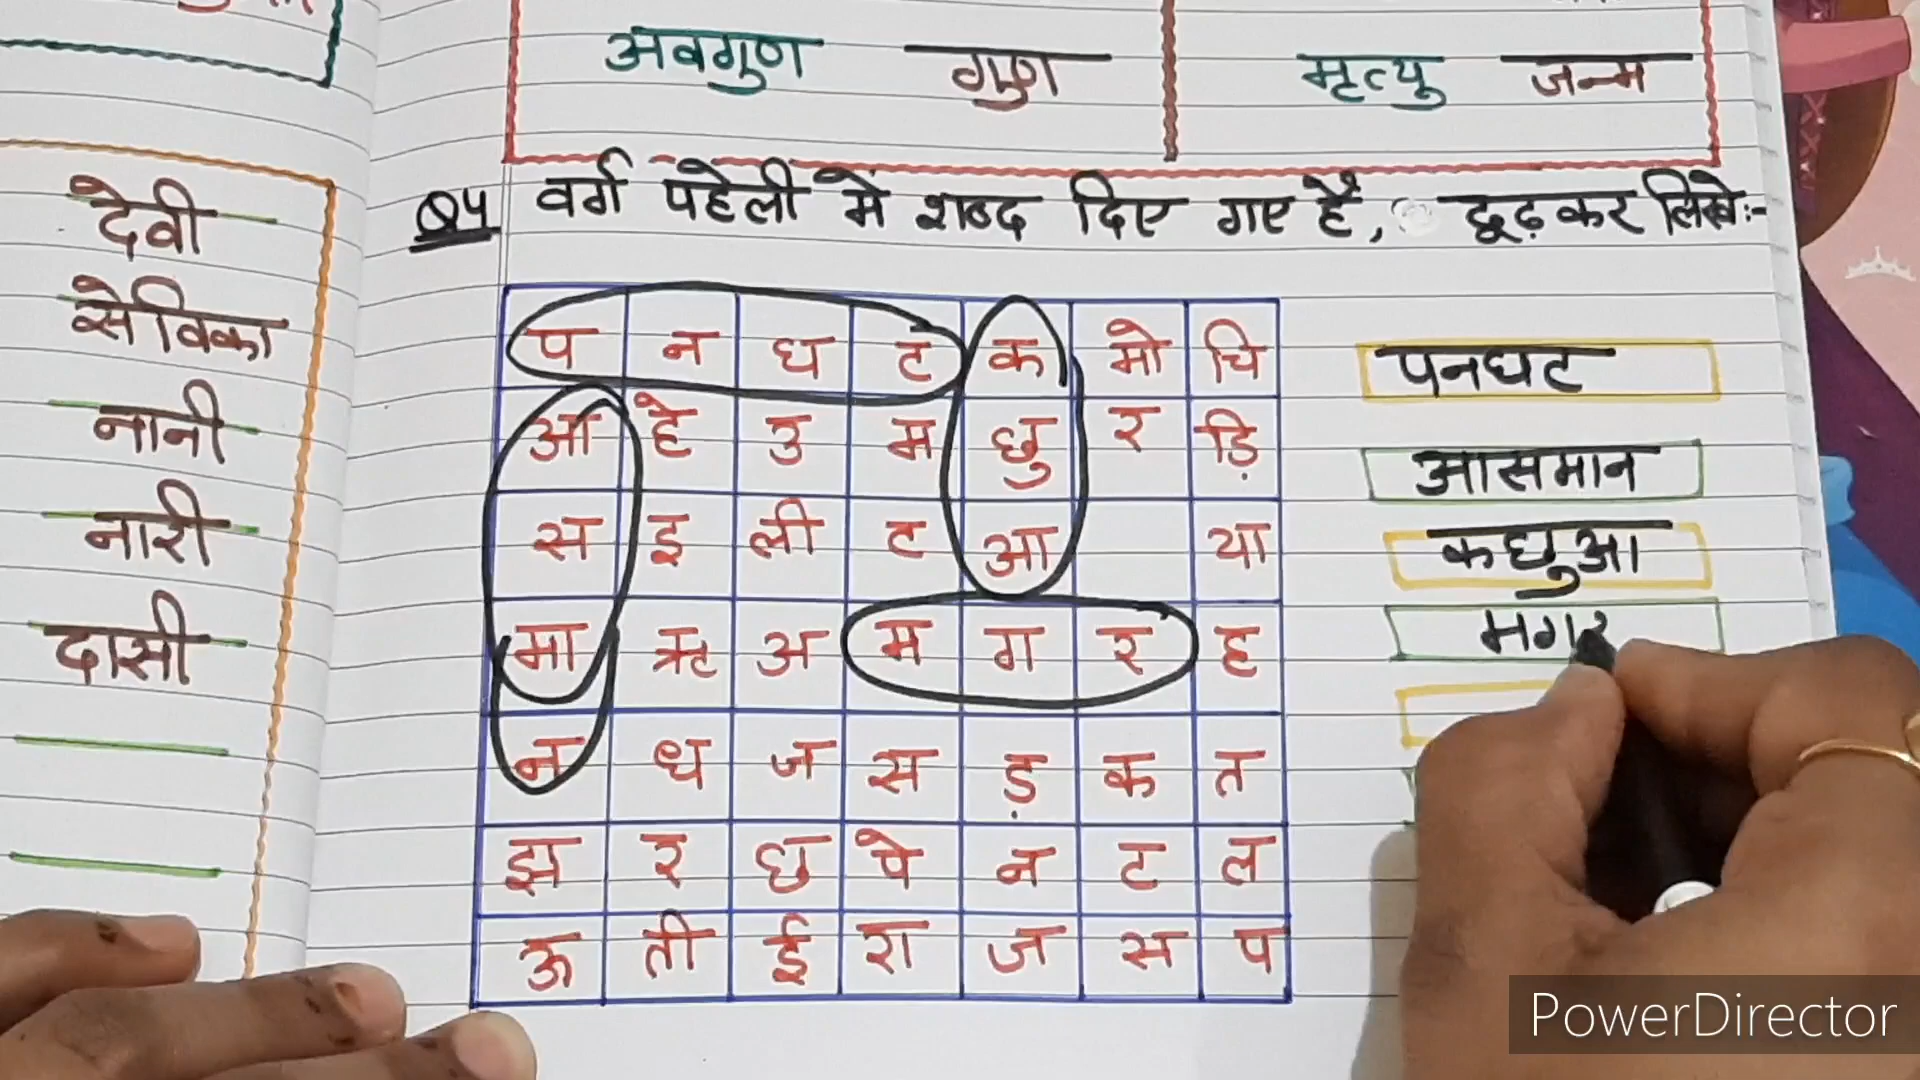 अवगुण गुण मृत्यु जन्म
देवी
सेविका
नानी
नारी
दासी
Q4 वर्ग पहेली में शब्द दिए गए हैं, ढूढ़कर लिखे:-
प न घ ट क मो चि
आ हे उ म छु र ड़ि
स इ ली ट आ या
मा ऋ अ म ग र ह
न ध ज स ड़ क त
झ र छ पे न ट ल
ऊ ती ई रा ज स प
पनघट
आसमान
कछुआ
मगर
PowerDirector